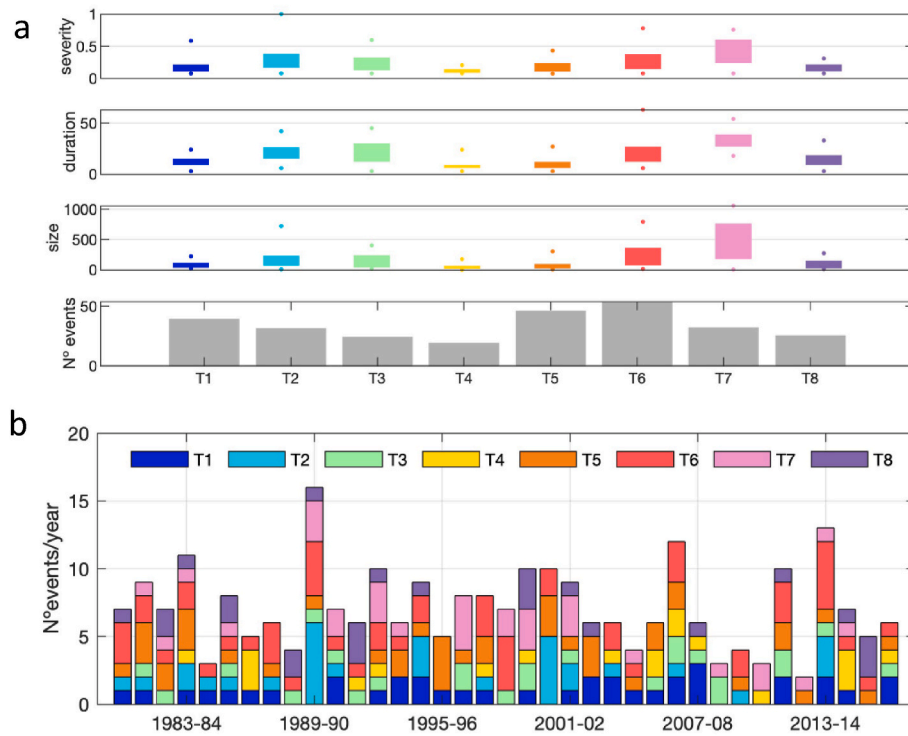 a
severity
1
0.5
0
duration
50
0
size
1000
500
0
Nº events
50
0
T1 T2 T3 T4 T5 T6 T7 T8
b
Nºevents/year
20
15
10
5
0
T1 T2 T3 T4 T5 T6 T7 T8
1983-84 1989-90 1995-96 2001-02 2007-08 2013-14